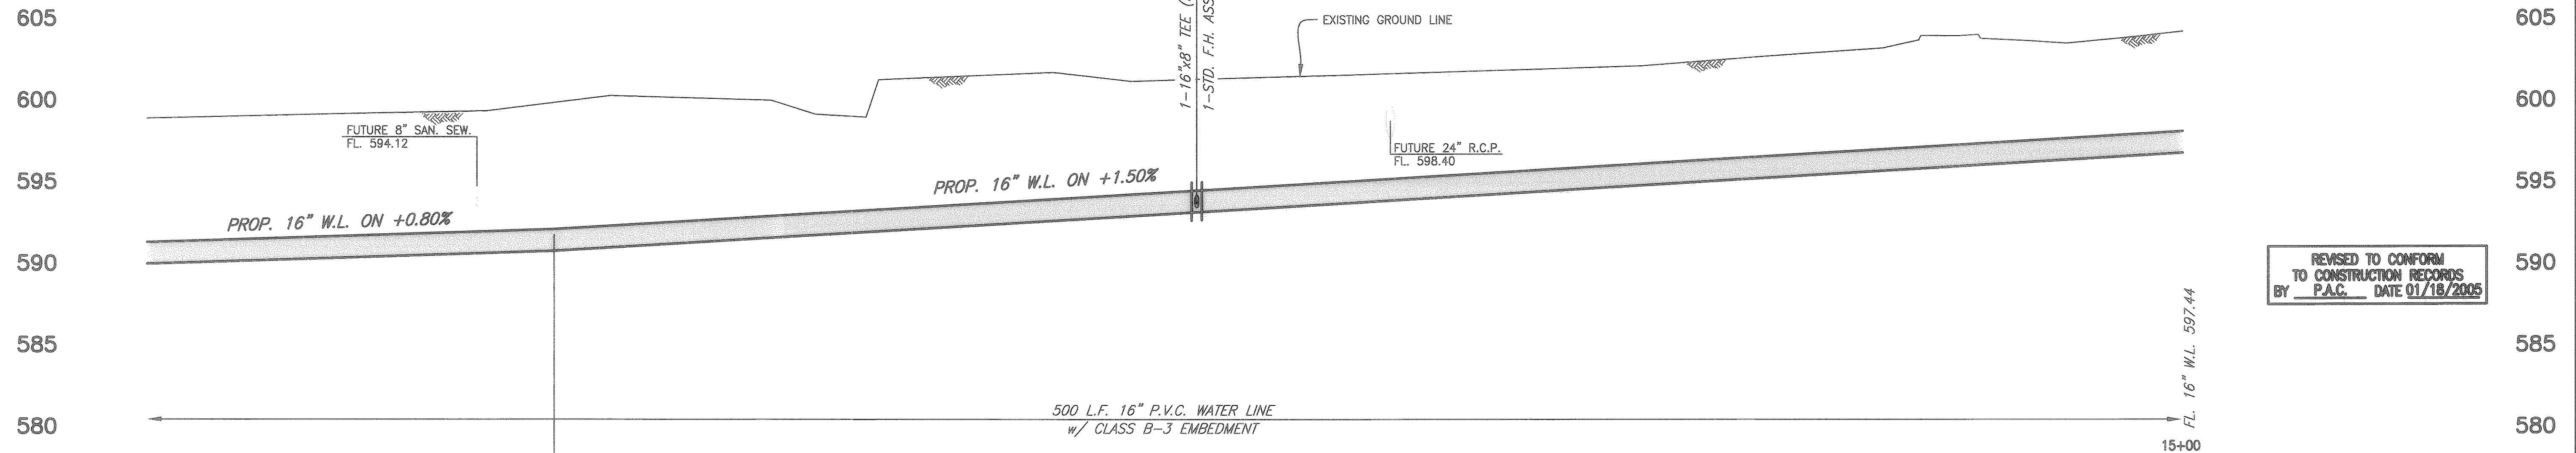 605
605
1-16"x8" TEE (
1-STD. F.H. ASS
EXISTING GROUND LINE
600
600
FUTURE 8" SAN. SEW.
FL. 594.12
FUTURE 24" R.C.P.
FL. 598.40
595
595
PROP. 16" W.L. ON +1.50%
PROP. 16" W.L. ON +0.80%
590
590
REVISED TO CONFORM
TO CONSTRUCTION RECORDS
BY P.A.C. DATE 01/18/2005
585
585
FL. 16" W.L. 597.44
500 L.F. 16" P.V.C. WATER LINE
w/ CLASS B-3 EMBEDMENT
580
580
15+00